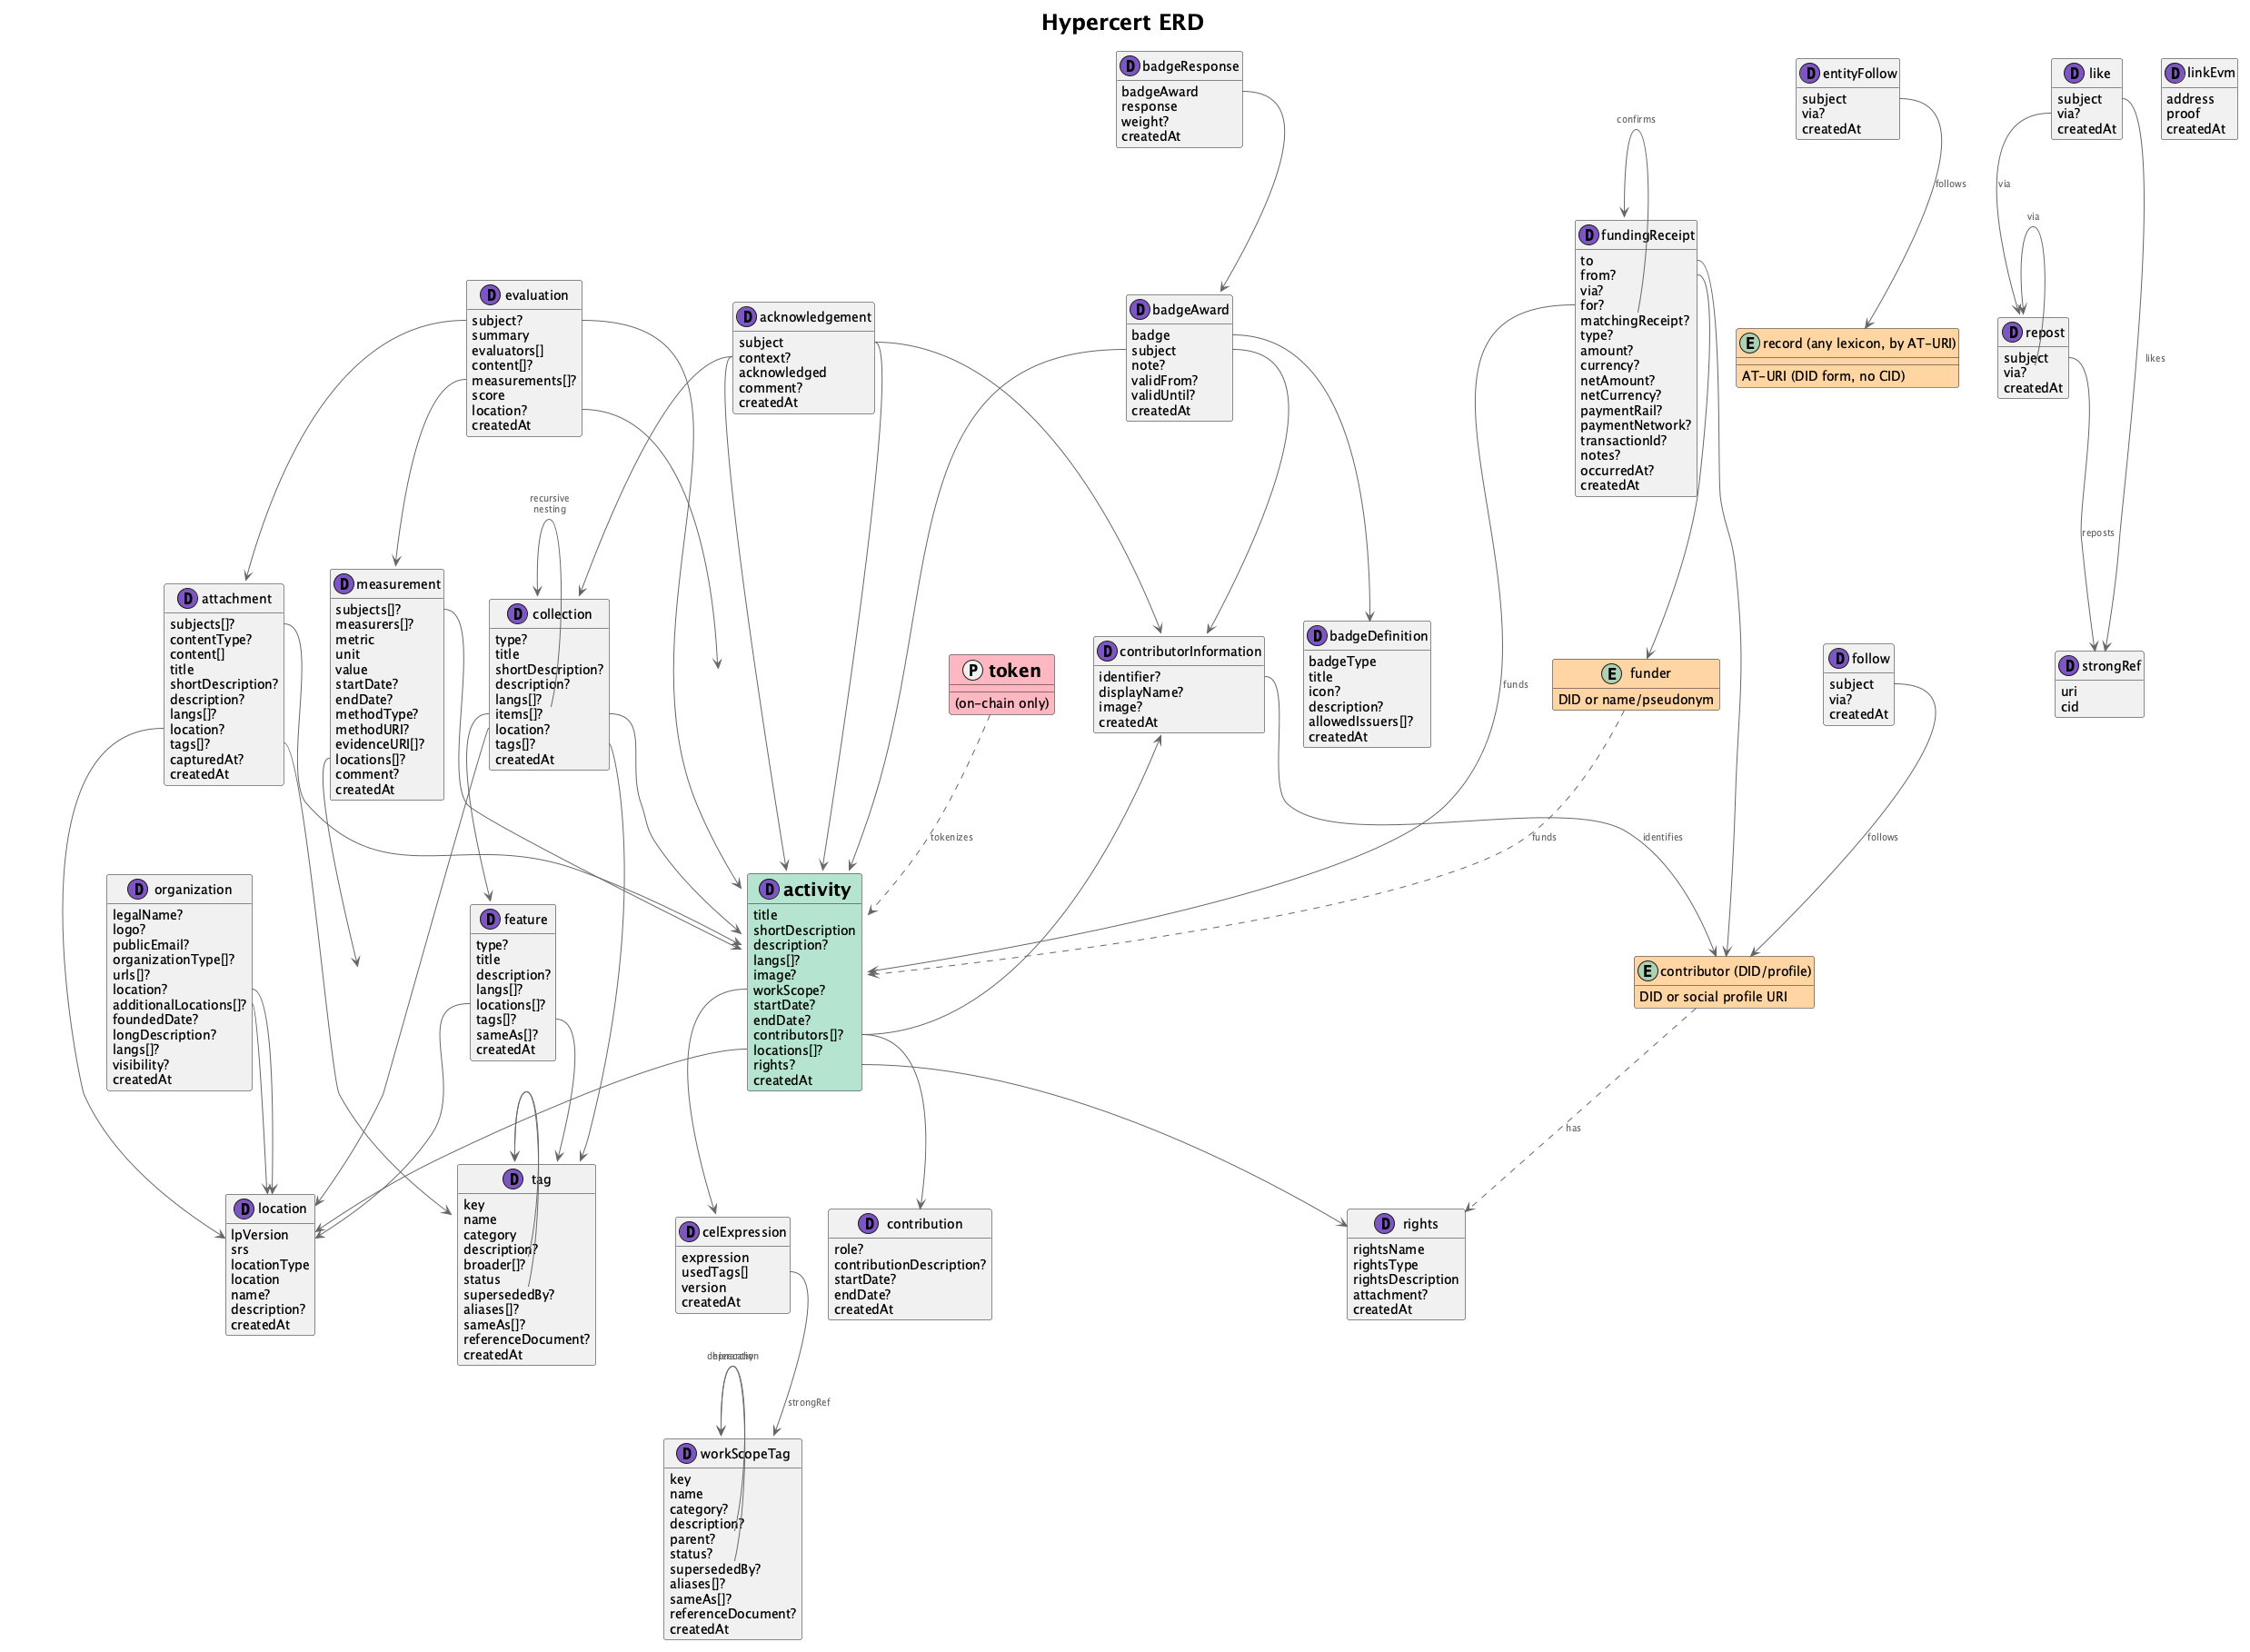 Hypercert ERD
D badgeResponse
badgeAward
response
weight?
createdAt
D entityFollow
subject
via?
createdAt
D like
subject
via?
createdAt
D linkEvm
address
proof
createdAt
confirms
follows
via
via
D fundingReceipt
to
from?
via?
for?
matchingReceipt?
type?
amount?
currency?
netAmount?
netCurrency?
paymentRail?
paymentNetwork?
transactionId?
notes?
occurredAt?
createdAt
D evaluation
subject?
summary
evaluators[]
content[]?
measurements[]?
score
location?
createdAt
D acknowledgement
subject
context?
acknowledged
comment?
createdAt
D badgeAward
badge
subject
note?
validFrom?
validUntil?
createdAt
E record (any lexicon, by AT-URI)
AT-URI (DID form, no CID)
D repost
subject
via?
createdAt
likes
recursive
nesting
reposts
D attachment
subjects[]?
contentType?
content[]
title
shortDescription?
description?
langs[]?
location?
tags[]?
capturedAt?
createdAt
D measurement
subjects[]?
measurers[]?
metric
unit
value
startDate?
endDate?
methodType?
methodURI?
evidenceURI[]?
locations[]?
comment?
createdAt
D collection
type?
title
shortDescription?
description?
langs[]?
items[]?
location?
tags[]?
createdAt
P token
(on-chain only)
D contributorInformation
identifier?
displayName?
image?
createdAt
D badgeDefinition
badgeType
title
icon?
description?
allowedIssuers[]?
createdAt
funds
E funder
DID or name/pseudonym
D follow
subject
via?
createdAt
D strongRef
uri
cid
tokenizes
funds
identifies
follows
D organization
legalName?
logo?
publicEmail?
organizationType[]?
urls[]?
location?
additionalLocations[]?
foundedDate?
longDescription?
langs[]?
visibility?
createdAt
D feature
type?
title
description?
langs[]?
locations[]?
tags[]?
sameAs[]?
createdAt
D activity
title
shortDescription
description?
langs[]?
image?
workScope?
startDate?
endDate?
contributors[]?
locations[]?
rights?
createdAt
E contributor (DID/profile)
DID or social profile URI
has
D location
lpVersion
srs
locationType
location
name?
description?
createdAt
D tag
key
name
category
description?
broader[]?
status
supersededBy?
aliases[]?
sameAs[]?
referenceDocument?
createdAt
D celExpression
expression
usedTags[]
version
createdAt
D contribution
role?
contributionDescription?
startDate?
endDate?
createdAt
D rights
rightsName
rightsType
rightsDescription
attachment?
createdAt
strongRef
D workScopeTag
key
name
category?
description?
parent?
status?
supersededBy?
aliases[]?
sameAs[]?
referenceDocument?
createdAt